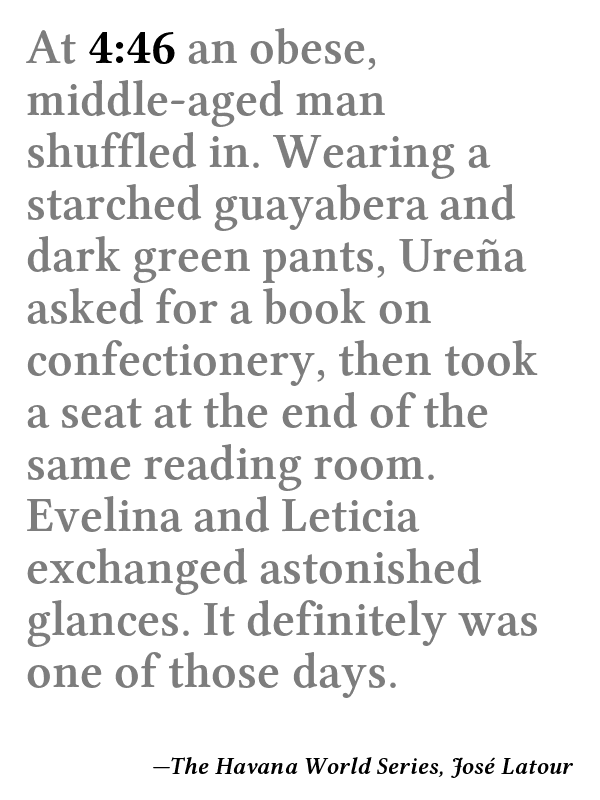 At 4:46 an obese,
middle-aged man
shuffled in. Wearing a
starched guayabera and
dark green pants, Ureña
asked for a book on
confectionery, then took
a seat at the end of the
same reading room.
Evelina and Leticia
exchanged astonished
glances. It definitely was
one of those days.
—The Havana World Series, José Latour